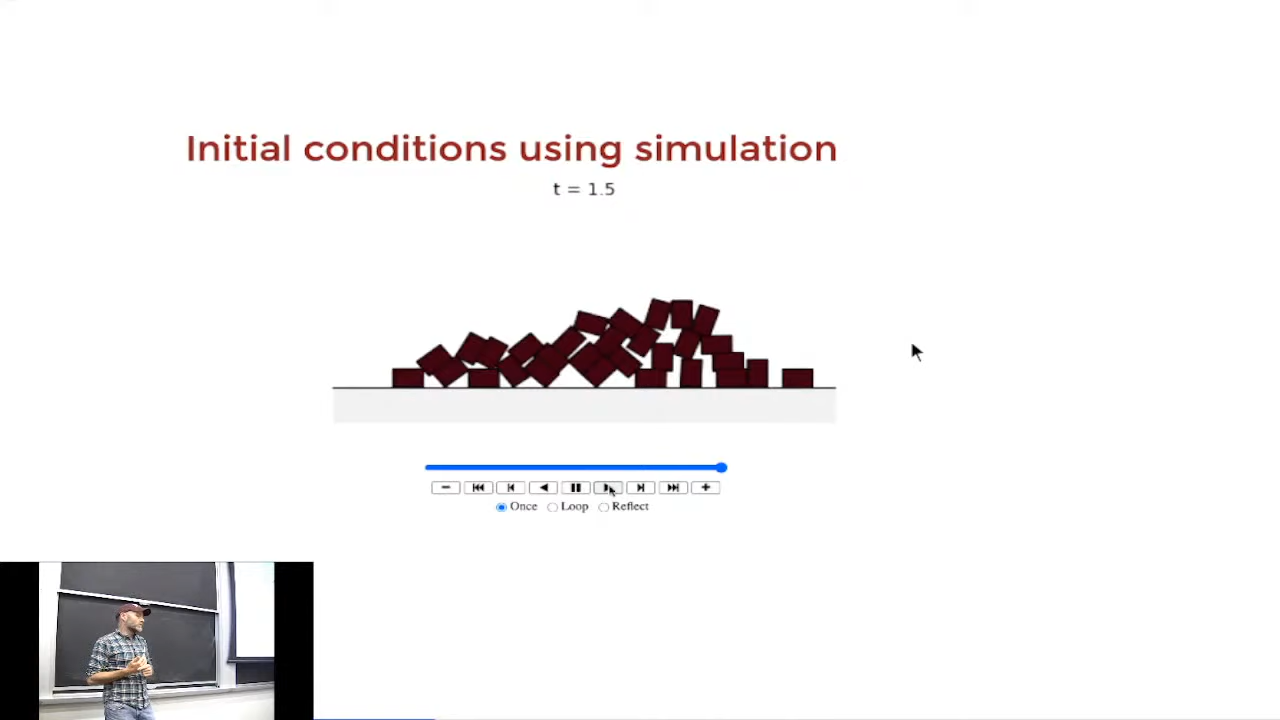 Initial conditions using simulation
t = 1.5
Once Loop Reflect